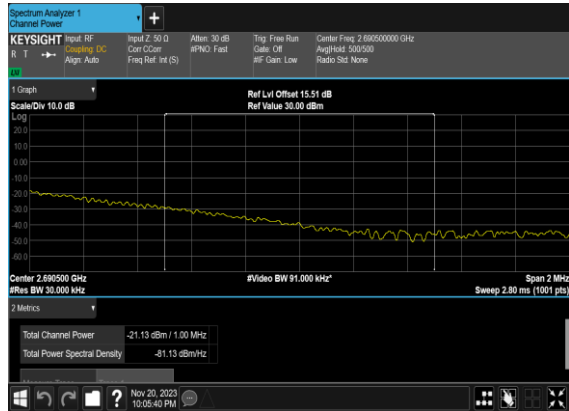 Spectrum Analyzer 1
Channel Power
KEYSIGHT
R T
Input: RF
Coupling: DC
Align: Auto
Input Z: 50 Ω
Corr CCorr
Freq Ref: Int (S)
Atten: 30 dB
#PNO: Fast
Trig: Free Run
Gate: Off
#IF Gain: Low
Center Freq: 2.690500000 GHz
Avg|Hold: 500/500
Radio Std: None
1 Graph
Scale/Div 10.0 dB
Ref Lvl Offset 15.51 dB
Ref Value 30.00 dBm
Log
20.0
10.0
0.00
-10.0
-20.0
-30.0
-40.0
-50.0
-60.0
Center 2.690500 GHz
#Res BW 30.000 kHz
#Video BW 91.000 kHz*
Span 2 MHz
Sweep 2.80 ms (1001 pts)
2 Metrics
Total Channel Power -21.13 dBm / 1.00 MHz
Total Power Spectral Density -81.13 dBm/Hz
?
Nov 20, 2023
10:05:40 PM